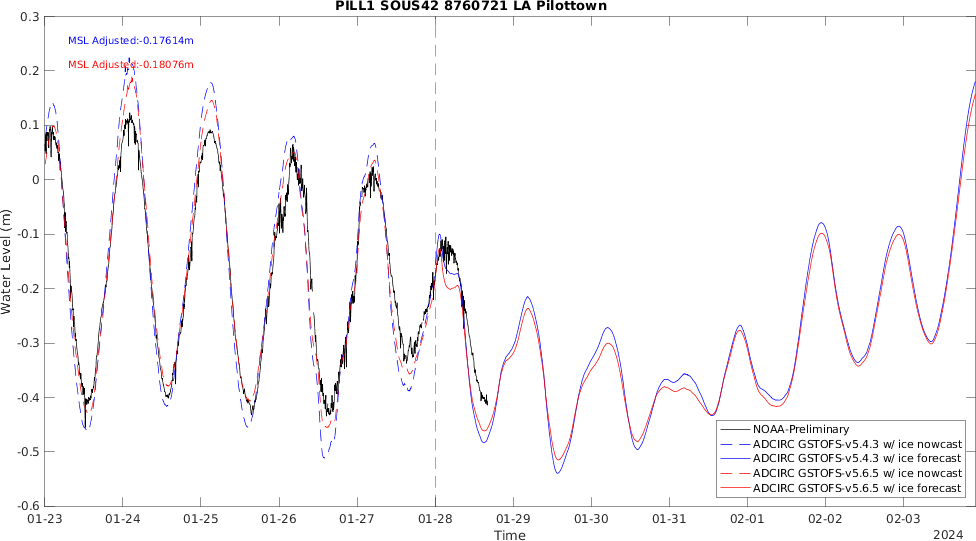 PILL1 SOUS42 8760721 LA Pilottown
MSL Adjusted:-0.17614m
MSL Adjusted:-0.18076m
Water Level (m)
0.3
0.2
0.1
0
-0.1
-0.2
-0.3
-0.4
-0.5
-0.6
NOAA-Preliminary
ADCIRC GSTOFS-v5.4.3 w/ ice nowcast
ADCIRC GSTOFS-v5.4.3 w/ ice forecast
ADCIRC GSTOFS-v5.6.5 w/ ice nowcast
ADCIRC GSTOFS-v5.6.5 w/ ice forecast
01-23 01-24 01-25 01-26 01-27 01-28 01-29 01-30 01-31 02-01 02-02 02-03
Time
2024